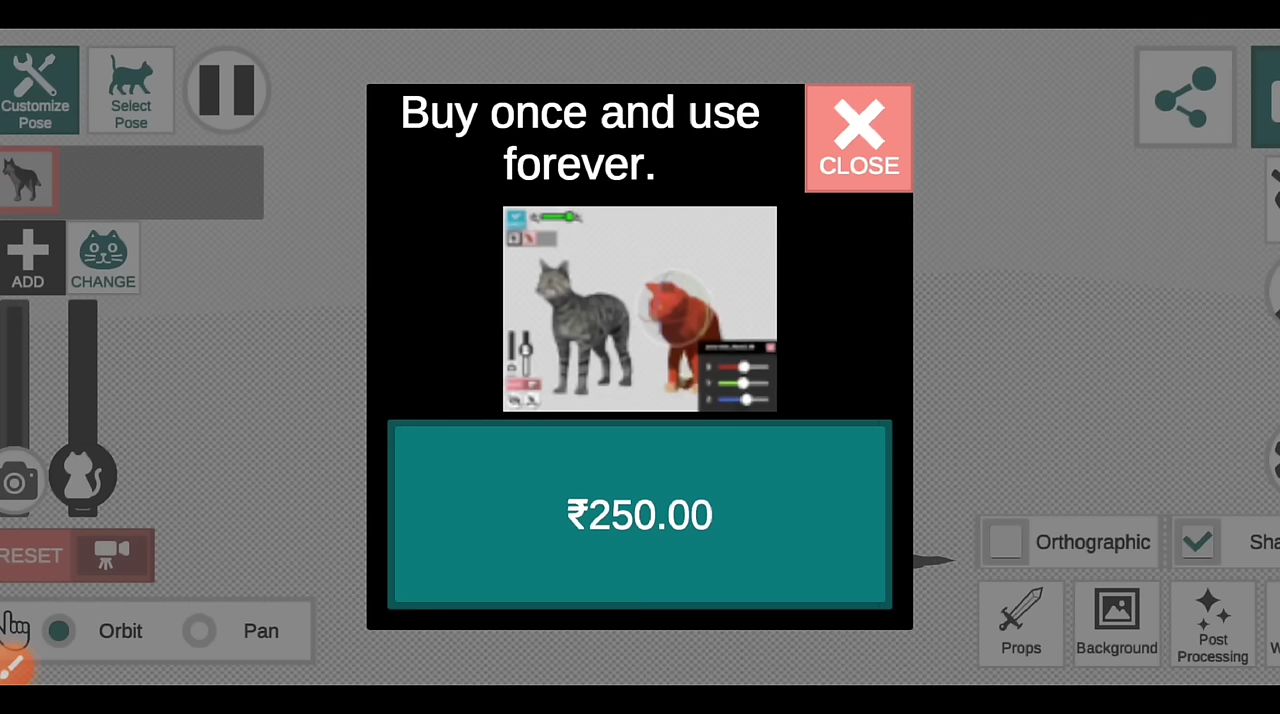 Customize
Pose
Select
Pose
Buy once and use
forever.
CLOSE
ADD
CHANGE
₹250.00
RESET
Orbit
Pan
Orthographic
Sha
Props
Background
Post
Processing
W